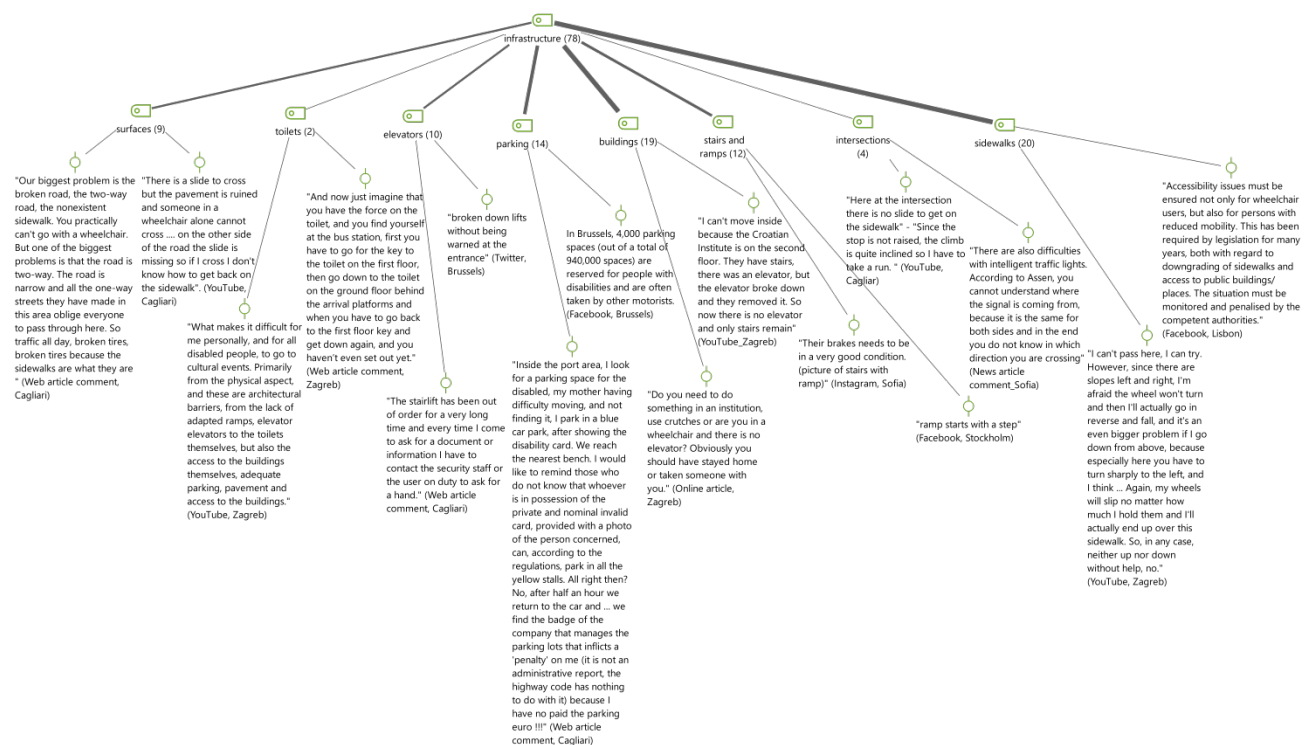 infrastructure (78)
surfaces (9)
toilets (2)
elevators (10)
parking (14)
buildings (19)
stairs and
ramps (12)
intersections
(4)
sidewalks (20)
"Our biggest problem is the
broken road, the two-way
road, the nonexistent
sidewalk. You practically
can't go with a wheelchair.
But one of the biggest
problems is that the road is
two-way. The road is
narrow and all the one-way
streets they have made in
this area oblige everyone
to pass through here. So
traffic all day, broken tires,
broken tires because the
sidewalks are what they are
" (Web article comment,
Cagliari)
"There is a slide to cross
but the pavement is ruined
and someone in a
wheelchair alone cannot
cross .... on the other side
of the road the slide is
missing so if I cross I don't
know how to get back on
the sidewalk". (YouTube,
Cagliari)
"What makes it difficult for
me personally, and for all
disabled people, to go to
cultural events. Primarily
from the physical aspect,
and these are architectural
barriers, from the lack of
adapted ramps, elevator
elevators to the toilets
themselves, but also the
access to the buildings
themselves, adequate
parking, pavement and
access to the buildings."
(YouTube, Zagreb)
"And now just imagine that
you have the force on the
toilet, and you find yourself
at the bus station, first you
have to go for the key to
the toilet on the first floor,
then go down to the toilet
on the ground floor behind
the arrival platforms and
when you have to go back
to the first floor key and
get down again, and you
haven't even set out yet."
(Web article comment,
Zagreb)
"The stairlift has been out
of order for a very long
time and every time I come
to ask for a document or
information I have to
contact the security staff or
the user on duty to ask for
a hand." (Web article
comment, Cagliari)
"broken down lifts
without being
warned at the
entrance" (Twitter,
Brussels)
"Inside the port area, I look
for a parking space for the
disabled, my mother having
difficulty moving, and not
finding it, I park in a blue
car park, after showing the
disability card. We reach
the nearest bench. I would
like to remind those who
do not know that whoever
is in possession of the
private and nominal invalid
card, provided with a photo
of the person concerned,
can, according to the
regulations, park in all the
yellow stalls. All right then?
No, after half an hour we
return to the car and ... we
find the badge of the
company that manages the
parking lots that inflicts a
'penalty' on me (it is not an
administrative report, the
highway code has nothing
to do with it) because I
have no paid the parking
euro !!!" (Web article
comment, Cagliari)
In Brussels, 4,000 parking
spaces (out of a total of
940,000 spaces) are
reserved for people with
disabilities and are often
taken by other motorists.
(Facebook, Brussels)
"Do you need to do
something in an institution,
use crutches or are you in a
wheelchair and there is no
elevator? Obviously you
should have stayed home
or taken someone with
you." (Online article,
Zagreb)
"I can't move inside
because the Croatian
Institute is on the second
floor. They have stairs,
there was an elevator, but
the elevator broke down
and they removed it. So
now there is no elevator
and only stairs remain"
(YouTube_Zagreb)
"Their brakes needs to be
in a very good condition.
(picture of stairs with
ramp)" (Instagram, Sofia)
"ramp starts with a step"
(Facebook, Stockholm)
"Here at the intersection
there is no slide to get on
the sidewalk" - "Since the
stop is not raised, the climb
is quite inclined so I have to
take a run. " (YouTube,
Cagliar)
"There are also difficulties
with intelligent traffic lights.
According to Assen, you
cannot understand where
the signal is coming from,
because it is the same for
both sides and in the end
you do not know in which
direction you are crossing"
(News article
comment_Sofia)
"I can't pass here, I can try.
However, since there are
slopes left and right, I'm
afraid the wheel won't turn
and then I'll actually go in
reverse and fall, and it's an
even bigger problem if I go
down from above, because
especially here you have to
turn sharply to the left, and
I think ... Again, my wheels
will slip no matter how
much I hold them and I'll
actually end up over this
sidewalk. So, in any case,
neither up nor down
without help, no."
(YouTube, Zagreb)
"Accessibility issues must be
ensured not only for wheelchair
users, but also for persons with
reduced mobility. This has been
required by legislation for many
years, both with regard to
downgrading of sidewalks and
access to public buildings/
places. The situation must be
monitored and penalised by the
competent authorities."
(Facebook, Lisbon)